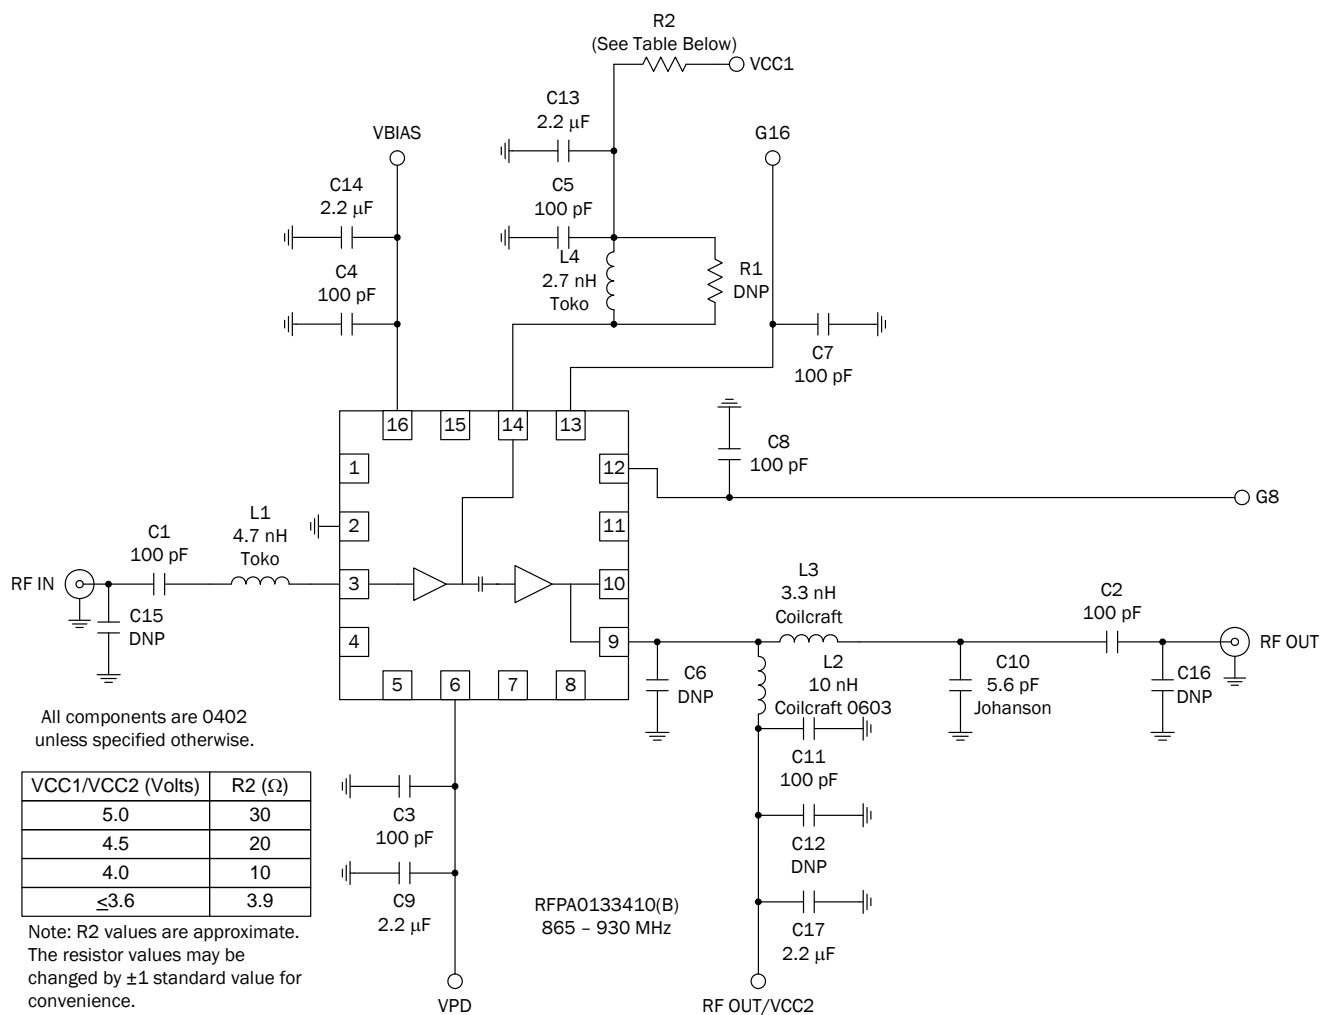 R2
(See Table Below)
VCC1
C13
2.2 µF
VBIAS
G16
C14
2.2 µF
C5
100 pF
L4
2.7 nH
Toko
R1
DNP
C4
100 pF
C7
100 pF
16
15
14
13
1
2
3
4
12
11
10
9
5
6
7
8
C8
100 pF
G8
L1
4.7 nH
Toko
C1
100 pF
RF IN
C15
DNP
L3
3.3 nH
Coilcraft
C2
100 pF
RF OUT
C6
DNP
L2
10 nH
Coilcraft 0603
C10
5.6 pF
Johanson
C16
DNP
C11
100 pF
C12
DNP
C17
2.2 µF
RF OUT/VCC2
C3
100 pF
C9
2.2 µF
VPD
RFPA0133410(B)
865 – 930 MHz
All components are 0402
unless specified otherwise.
VCC1/VCC2 (Volts) R2 (Ω)
5.0 30
4.5 20
4.0 10
≤3.6 3.9
Note: R2 values are approximate.
The resistor values may be
changed by ±1 standard value for
convenience.